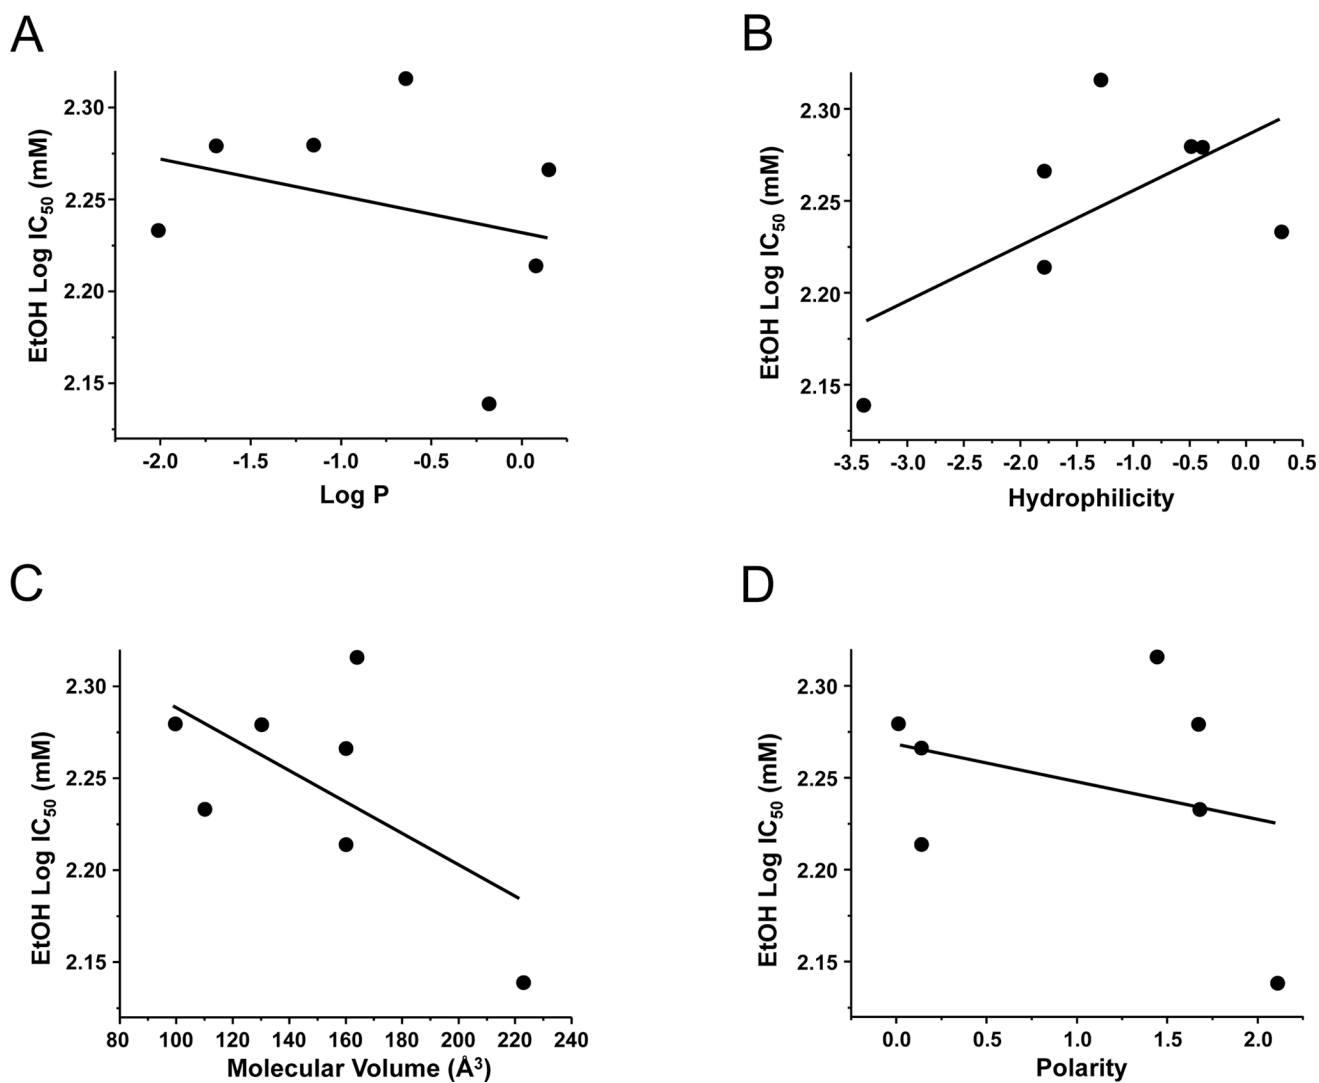 A
EtOH Log IC₅₀ (mM)
2.30
2.25
2.20
2.15
-2.0 -1.5 -1.0 -0.5 0.0
Log P
B
EtOH Log IC₅₀ (mM)
2.30
2.25
2.20
2.15
-3.5 -3.0 -2.5 -2.0 -1.5 -1.0 -0.5 0.0 0.5
Hydrophilicity
C
EtOH Log IC₅₀ (mM)
2.30
2.25
2.20
2.15
80 100 120 140 160 180 200 220 240
Molecular Volume (Å³)
D
EtOH Log IC₅₀ (mM)
2.30
2.25
2.20
2.15
0.0 0.5 1.0 1.5 2.0
Polarity